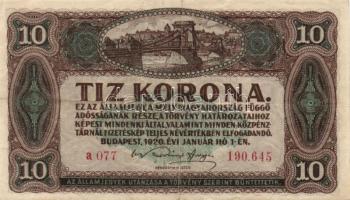 10 10
TIZ KORONA.
EZ AZ ÁLLAMJEGY A MAGYARORSZÁG FÜGGŐ
ADÓSSÁGÁNAK RÉSZE, A TÖRVÉNY HATÁROZATAIHOZ
KÉPEST MINDENKI ÁLTAL, VALAMINT MINDEN KÖZPÉNZ-
TÁRNÁL FIZETÉSKÉP TELJES NÉVÉRTÉKBEN ELFOGADANDÓ.
BUDAPEST, 1920. ÉVI JANUÁR HÓ 1-ÉN.
a 077 190.645
10 10
AZ ÁLLAMJEGYEK UTÁNZÁSA A TÖRVÉNY SZERINT BÜNTETTETIK.